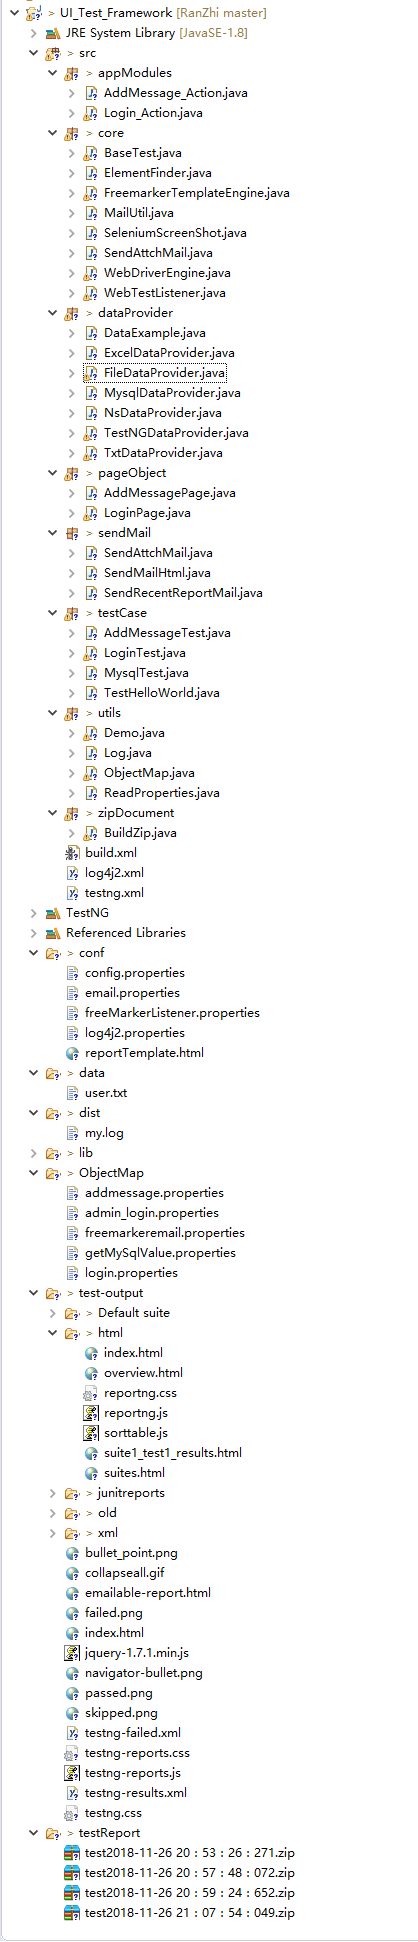 > UI_Test_Framework [RanZhi master]
JRE System Library [JavaSE-1.8]
> src
> appModules
AddMessage_Action.java
Login_Action.java
> core
BaseTest.java
ElementFinder.java
FreemarkerTemplateEngine.java
MailUtil.java
SeleniumScreenShot.java
SendAttchMail.java
WebDriverEngine.java
WebTestListener.java
> dataProvider
DataExample.java
ExcelDataProvider.java
FileDataProvider.java
MysqlDataProvider.java
NsDataProvider.java
TestNGDataProvider.java
TxtDataProvider.java
> pageObject
AddMessagePage.java
LoginPage.java
> sendMail
SendAttchMail.java
SendMailHtml.java
SendRecentReportMail.java
> testCase
AddMessageTest.java
LoginTest.java
MysqlTest.java
TestHelloWorld.java
> utils
Demo.java
Log.java
ObjectMap.java
ReadProperties.java
> zipDocument
BuildZip.java
build.xml
log4j2.xml
testng.xml
TestNG
Referenced Libraries
> conf
config.properties
email.properties
freeMarkerListener.properties
log4j2.properties
reportTemplate.html
> data
user.txt
> dist
my.log
> lib
> ObjectMap
addmessage.properties
admin_login.properties
freemarkeremail.properties
getMySqlValue.properties
login.properties
> test-output
> Default suite
> html
index.html
overview.html
reportng.css
reportng.js
sorttable.js
suite1_test1_results.html
suites.html
> junitreports
> old
> xml
bullet_point.png
collapseall.gif
emailable-report.html
failed.png
index.html
jquery-1.7.1.min.js
navigator-bullet.png
passed.png
skipped.png
testng-failed.xml
testng-reports.css
testng-reports.js
testng-results.xml
testng.css
> testReport
test2018-11-26 20：53：26：271.zip
test2018-11-26 20：57：48：072.zip
test2018-11-26 20：59：24：652.zip
test2018-11-26 21：07：54：049.zip